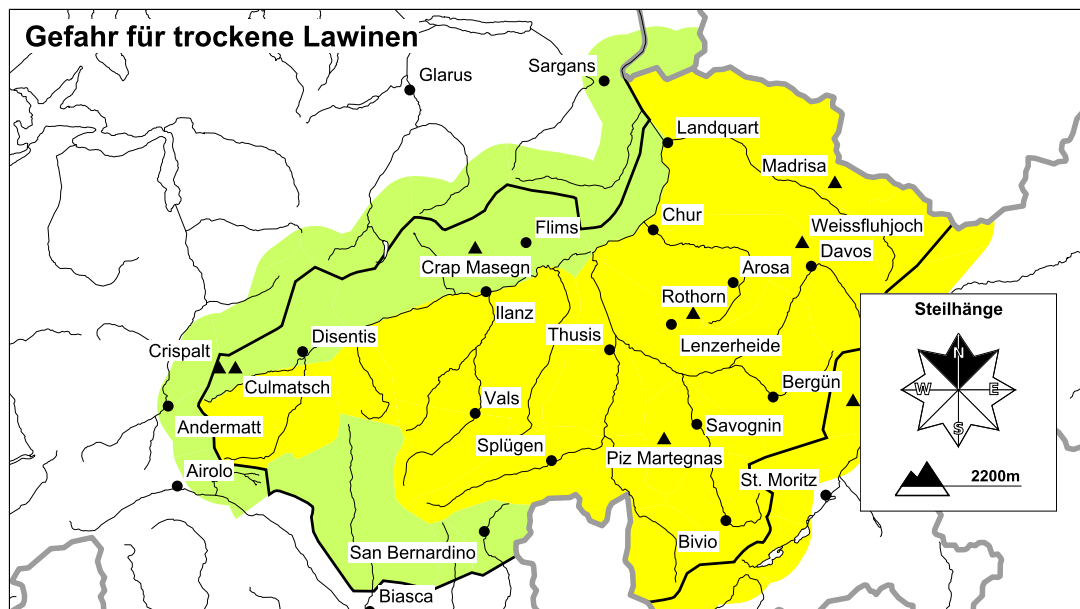 Gefahr für trockene Lawinen
Glarus
Sargans
Landquart
Madrisa
Chur
Weissfluhjoch
Flims
Davos
Crap Masegn
Arosa
Rothorn
Ilanz
Steilhänge
Disentis
Thusis
Lenzerheide
Crispalt
N
Culmatsch
Bergün
W
E
Vals
Andermatt
Savognin
S
Splügen
Piz Martegnas
Airolo
St. Moritz
2200m
Bivio
San Bernardino
Biasca